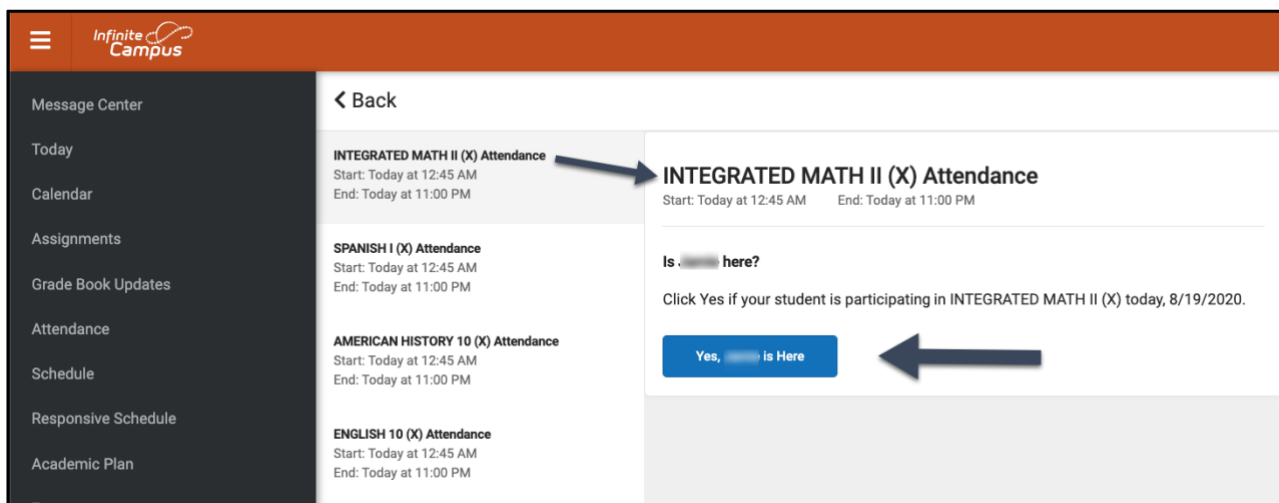 Infinite
Campus
Message Center
Today
Calendar
Assignments
Grade Book Updates
Attendance
Schedule
Responsive Schedule
Academic Plan
Back
INTEGRATED MATH II (X) Attendance
Start: Today at 12:45 AM
End: Today at 11:00 PM
SPANISH I (X) Attendance
Start: Today at 12:45 AM
End: Today at 11:00 PM
AMERICAN HISTORY 10 (X) Attendance
Start: Today at 12:45 AM
End: Today at 11:00 PM
ENGLISH 10 (X) Attendance
Start: Today at 12:45 AM
End: Today at 11:00 PM
INTEGRATED MATH II (X) Attendance
Start: Today at 12:45 AM End: Today at 11:00 PM
Is here?
Click Yes if your student is participating in INTEGRATED MATH II (X) today, 8/19/2020.
Yes, is Here